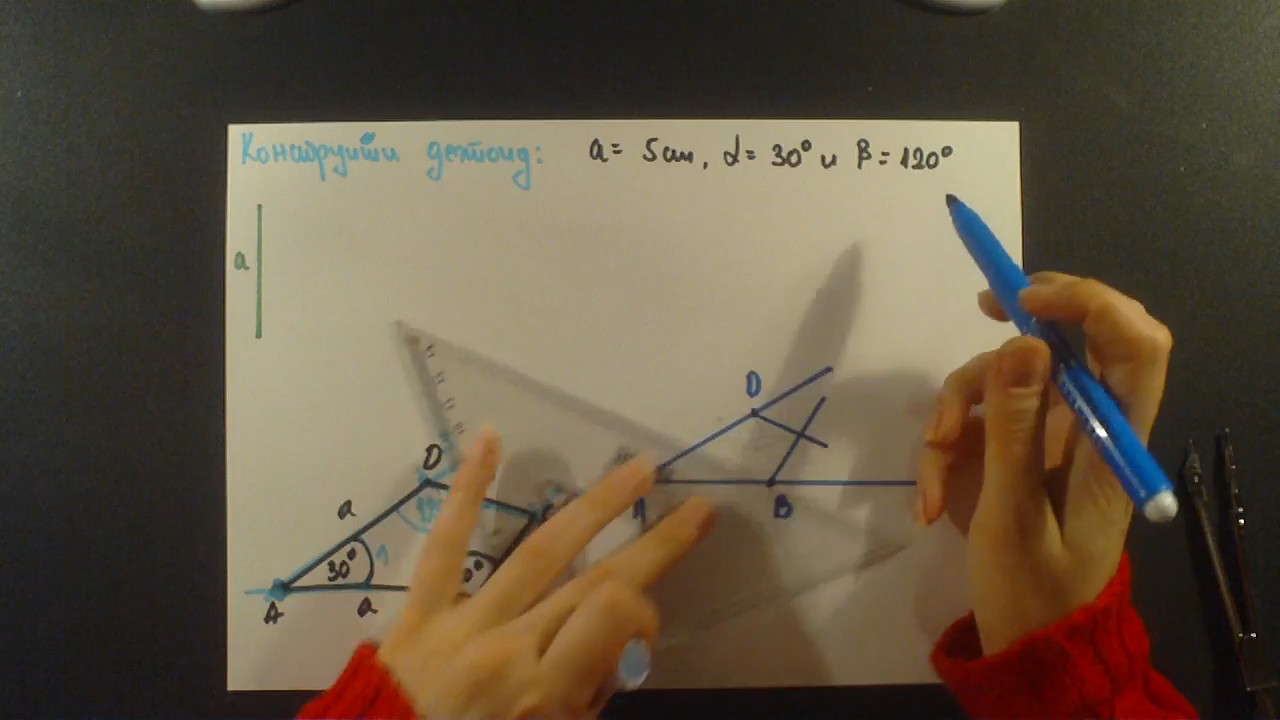 Конструиши делтоид: a = 5cm, α = 30° и β = 120°
a
D
D
a
C
A
B
30°
A
a